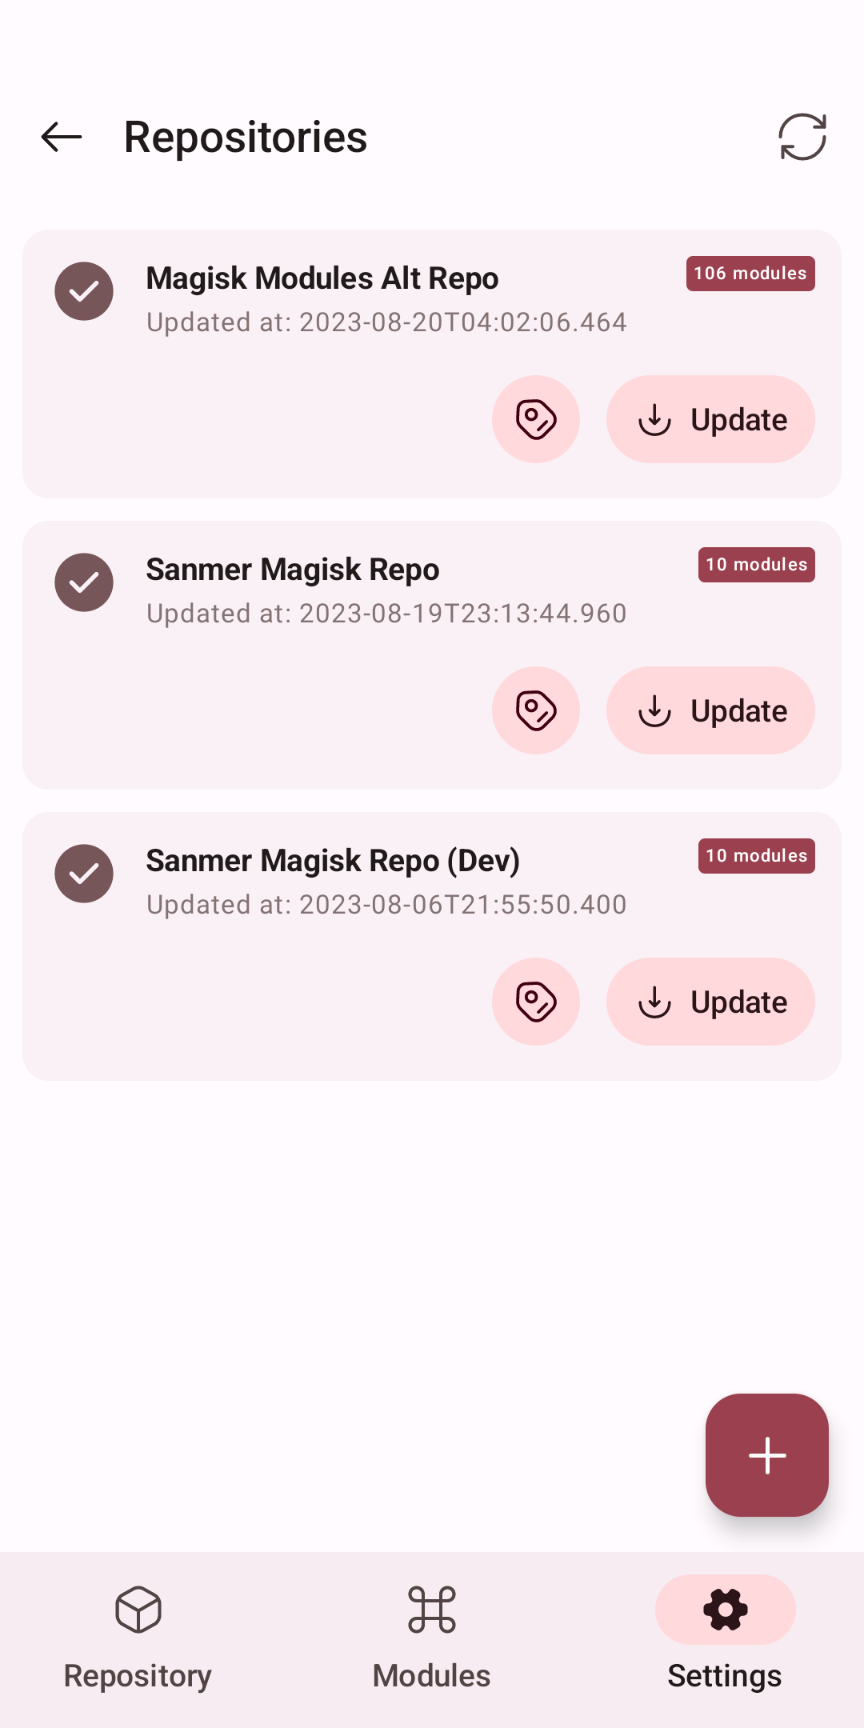 Repositories
Magisk Modules Alt Repo
106 modules
Updated at: 2023-08-20T04:02:06.464
Update
Sanmer Magisk Repo
10 modules
Updated at: 2023-08-19T23:13:44.960
Update
Sanmer Magisk Repo (Dev)
10 modules
Updated at: 2023-08-06T21:55:50.400
Update
Repository
Modules
Settings